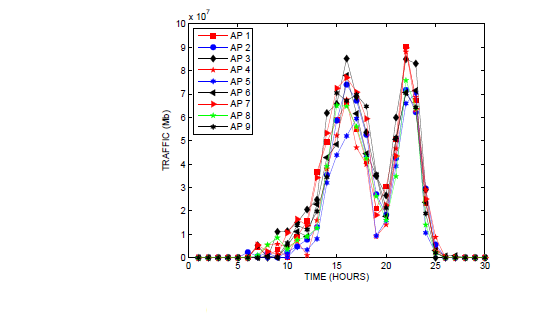 x 10⁷
10
9
8
7
6
5
4
3
2
1
0
TRAFFIC (Mb)
AP 1
AP 2
AP 3
AP 4
AP 5
AP 6
AP 7
AP 8
AP 9
0 5 10 15 20 25 30
TIME (HOURS)